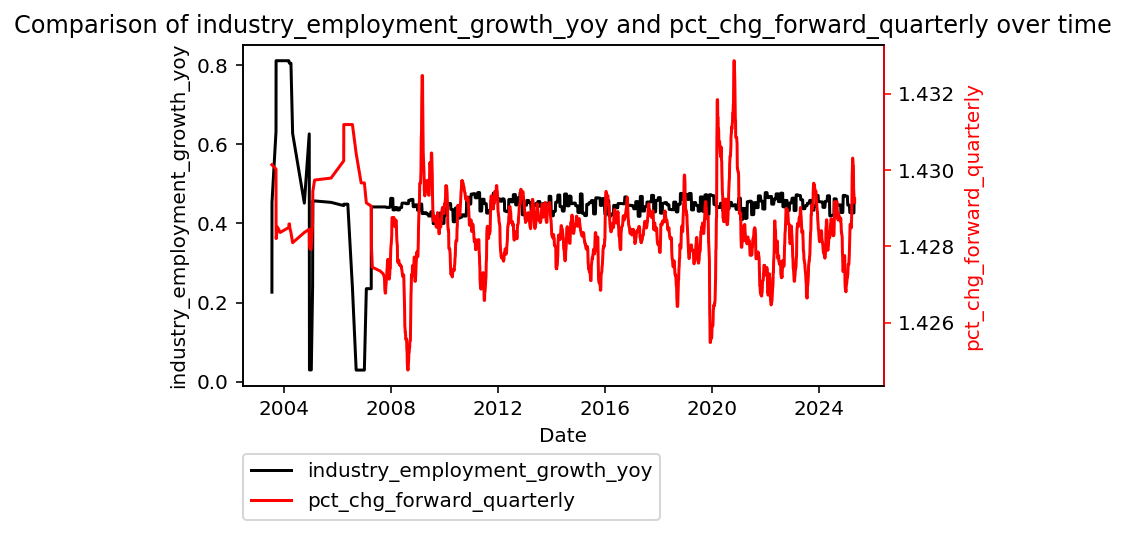 Comparison of industry_employment_growth_yoy and pct_chg_forward_quarterly over time
industry_employment_growth_yoy
0.8
0.6
0.4
0.2
0.0
1.432
1.430
1.428
1.426
pct_chg_forward_quarterly
2004 2008 2012 2016 2020 2024
Date
industry_employment_growth_yoy
pct_chg_forward_quarterly